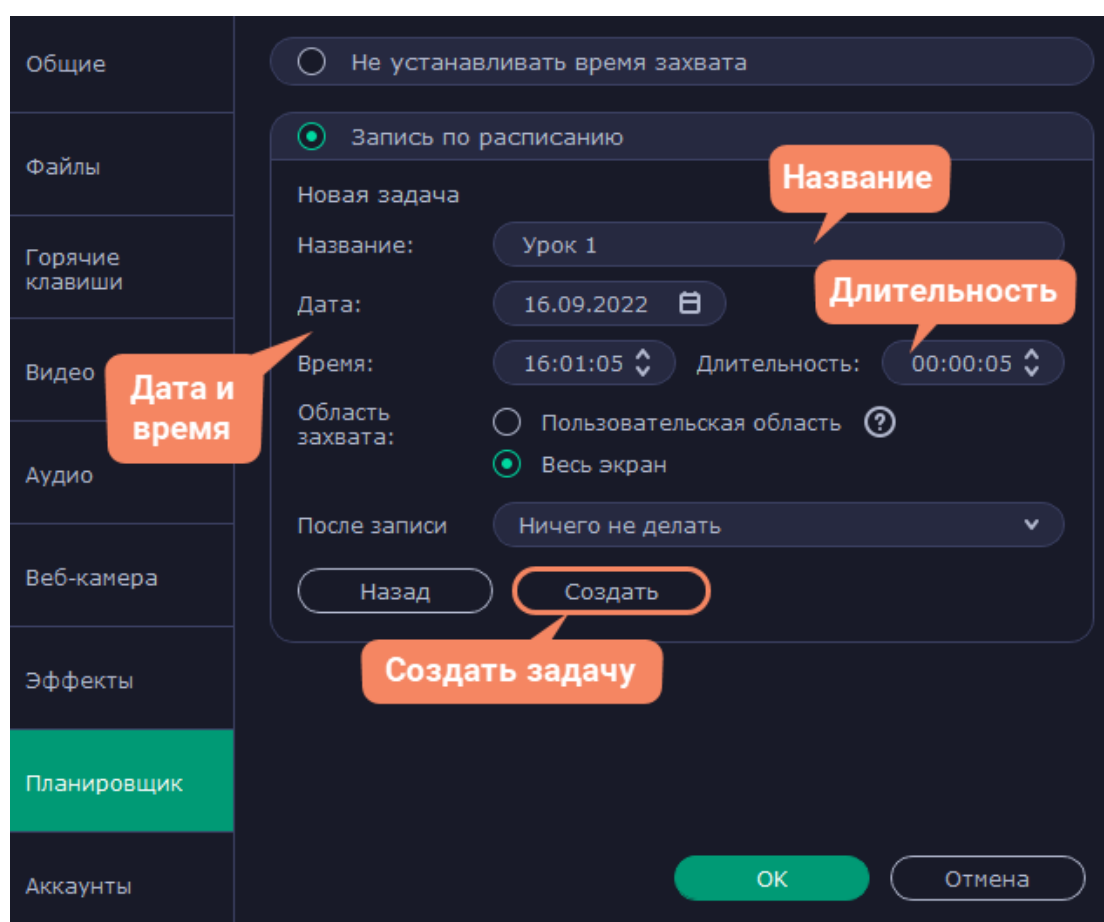 Общие
Файлы
Горячие
клавиши
Видео
Аудио
Веб-камера
Эффекты
Планировщик
Аккаунты
Не устанавливать время захвата
Запись по расписанию
Новая задача
Название
Название: Урок 1
Длительность
Дата: 16.09.2022
Время: 16:01:05 Длительность: 00:00:05
Дата и
время
Область
захвата:
Пользовательская область ?
Весь экран
После записи Ничего не делать
Назад Создать
Создать задачу
OK Отмена